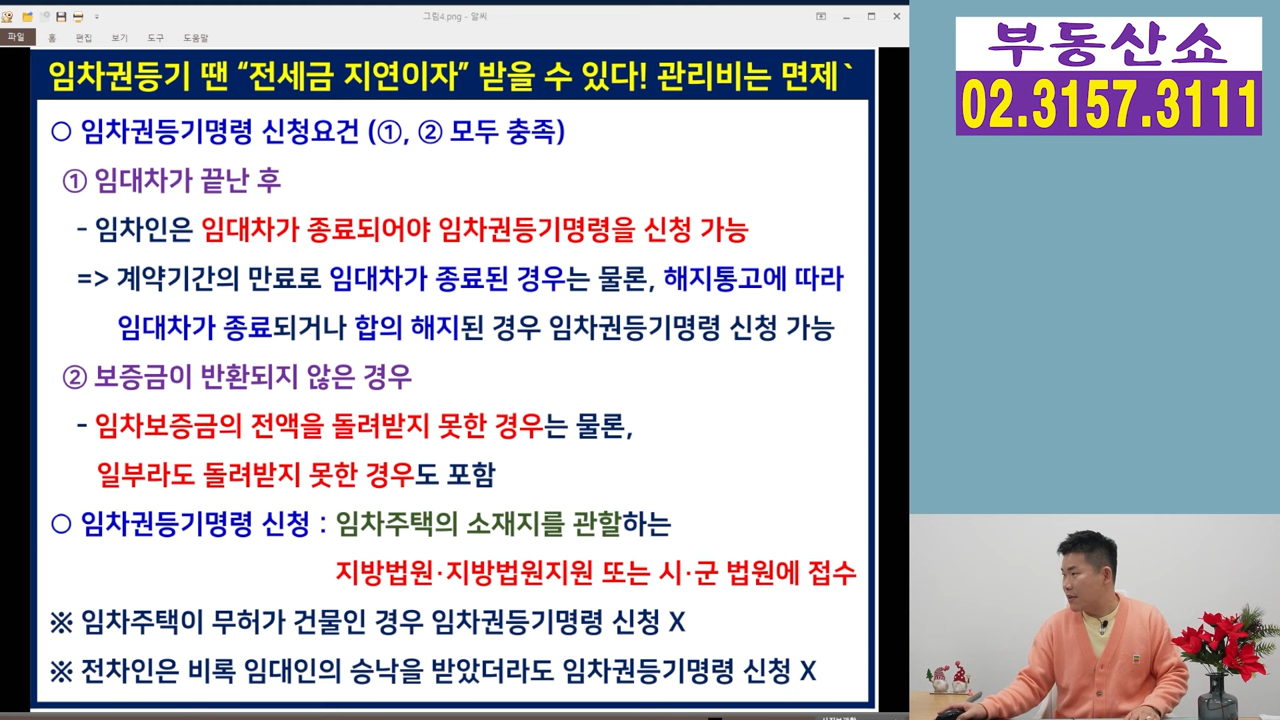 그림4.png - 알씨
파일 홈 편집 보기 도구 도움말
임차권등기 땐 “전세금 지연이자” 받을 수 있다! 관리비는 면제`
○ 임차권등기명령 신청요건 (①, ② 모두 충족)
① 임대차가 끝난 후
- 임차인은 임대차가 종료되어야 임차권등기명령을 신청 가능
=> 계약기간의 만료로 임대차가 종료된 경우는 물론, 해지통고에 따라
임대차가 종료되거나 합의 해지된 경우 임차권등기명령 신청 가능
② 보증금이 반환되지 않은 경우
- 임차보증금의 전액을 돌려받지 못한 경우는 물론,
일부라도 돌려받지 못한 경우도 포함
○ 임차권등기명령 신청 : 임차주택의 소재지를 관할하는
지방법원·지방법원지원 또는 시·군 법원에 접수
※ 임차주택이 무허가 건물인 경우 임차권등기명령 신청 X
※ 전차인은 비록 임대인의 승낙을 받았더라도 임차권등기명령 신청 X
부동산쇼
02.3157.3111